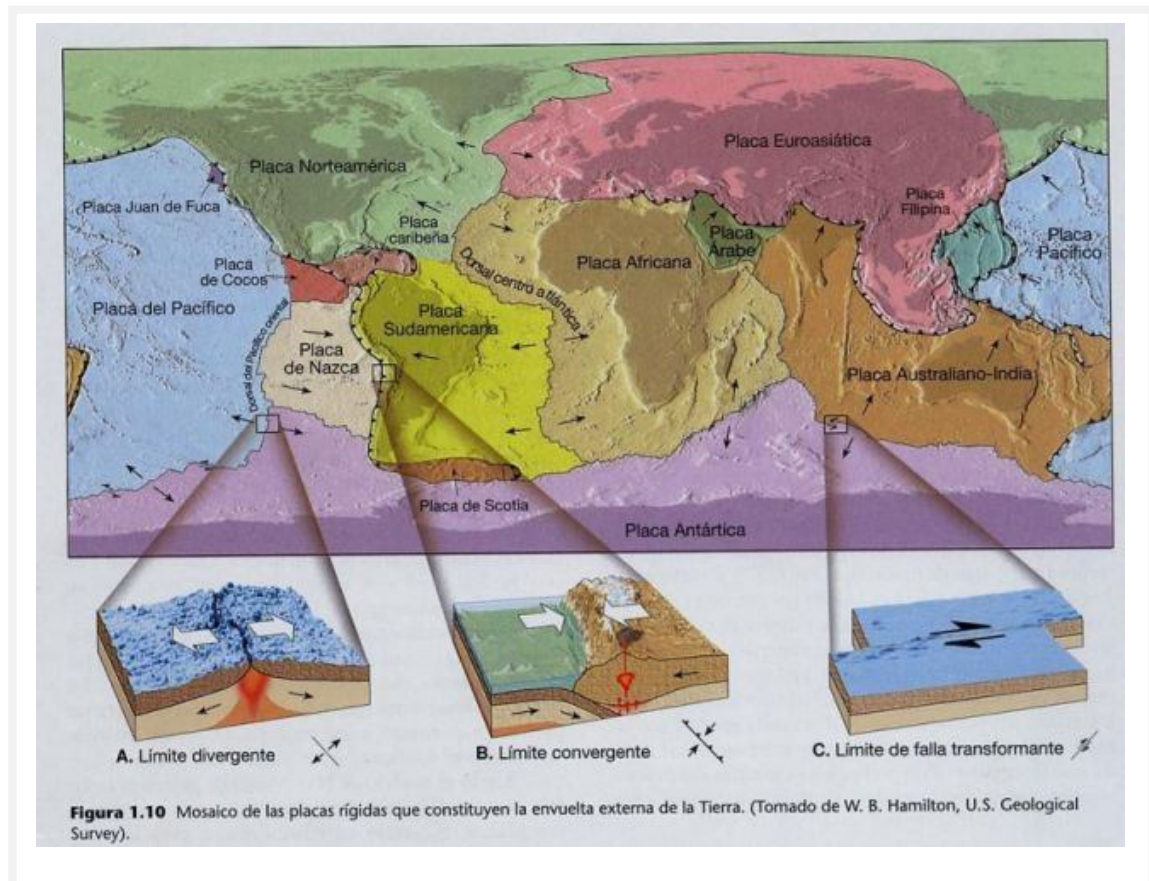 Placa Norteamérica
Placa Euroasiática
Placa Juan de Fuca
Placa
caribeña
Placa
Filipina
Placa
Árabe
Placa
Pacífico
Placa
de Cocos
Placa Africana
Dorsal centro atlántica
Placa del Pacífico
Dorsal del Pacífico oriental
Placa
Sudamericana
Placa
de Nazca
Placa Australiano-India
Placa de Scotia
Placa Antártica
A. Límite divergente
B. Límite convergente
C. Límite de falla transformante
Figura 1.10 Mosaico de las placas rígidas que constituyen la envuelta externa de la Tierra. (Tomado de W. B. Hamilton, U.S. Geological
Survey).